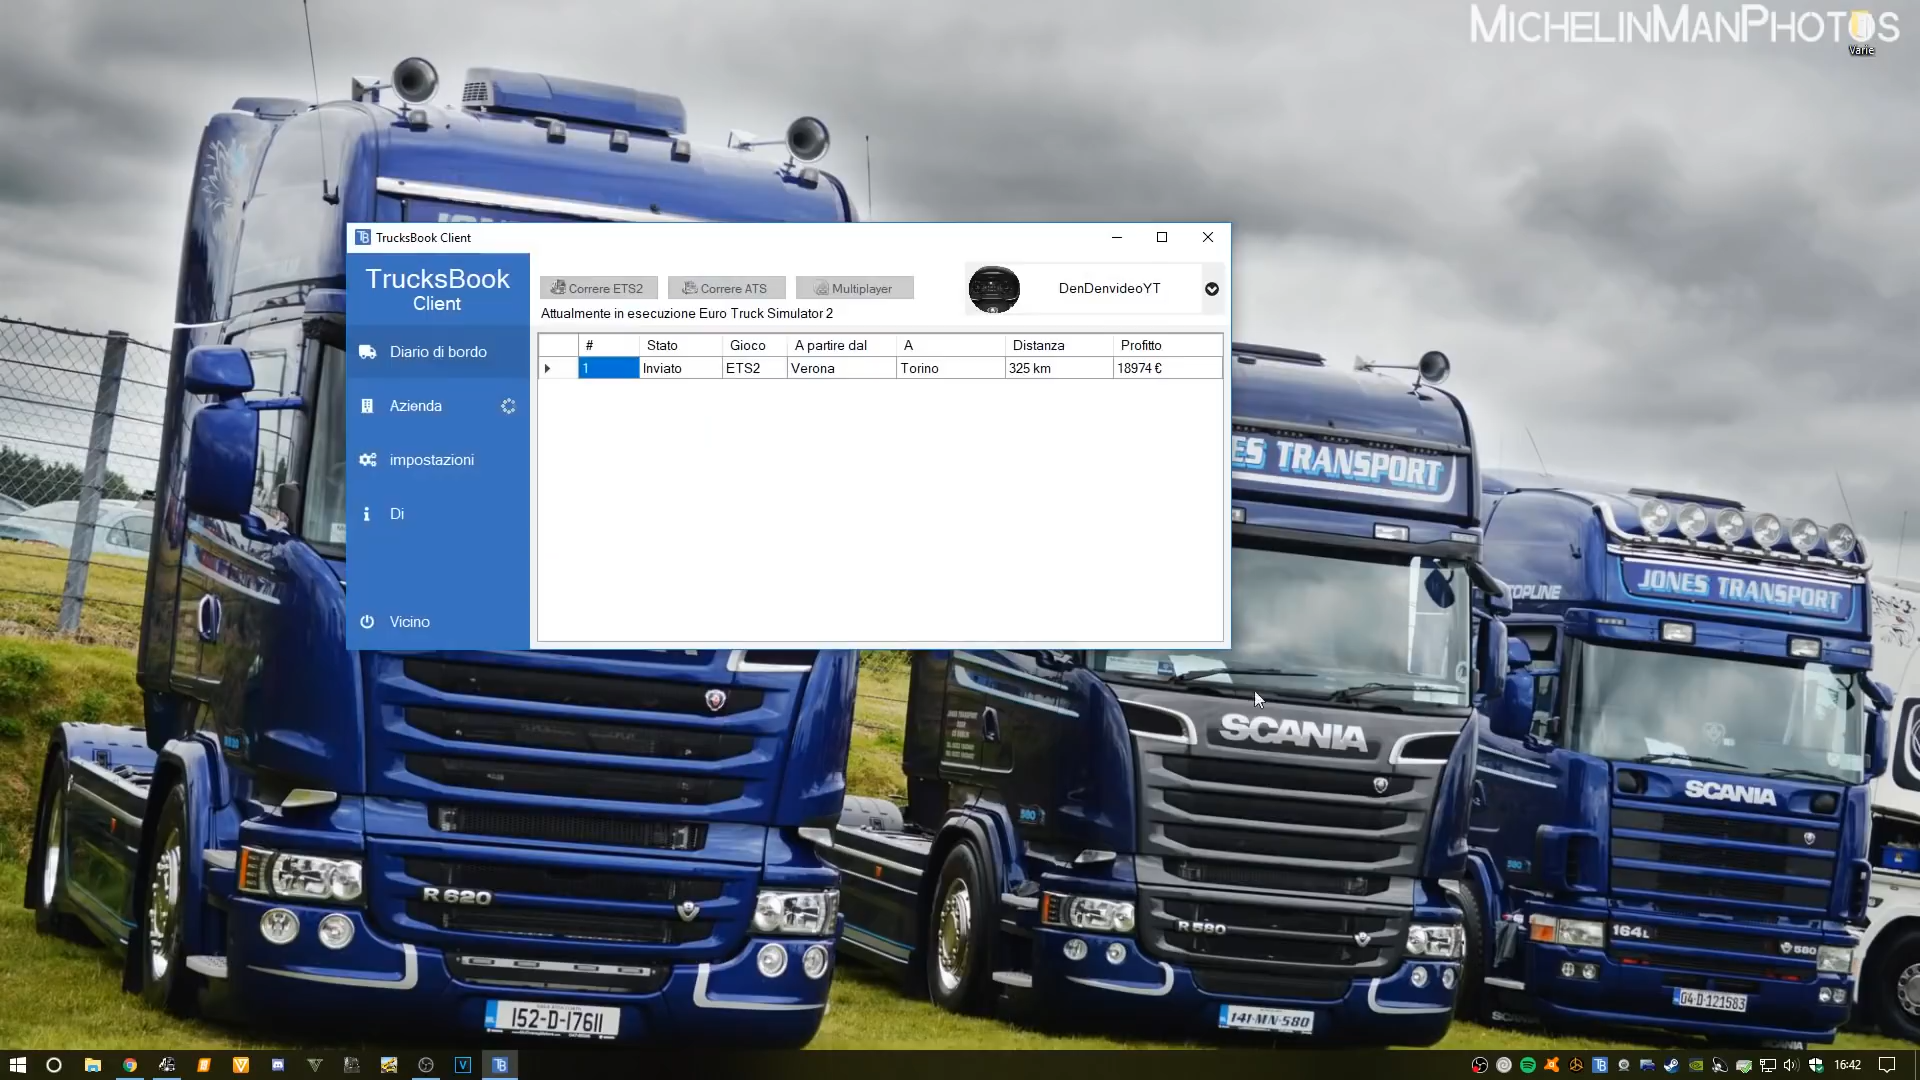 MICHELINMANPHOTOS
Varie
TrucksBook Client
TrucksBook
Client
Correre ETS2
Correre ATS
Multiplayer
DenDenvideoYT
Attualmente in esecuzione Euro Truck Simulator 2
Diario di bordo
# Stato Gioco A partire dal A Distanza Profitto
1 Inviato ETS2 Verona Torino 325 km 18974 €
Azienda
impostazioni
Di
Vicino
ES TRANSPORT
JONES TRANSPORT
TOPLINE
SCANIA
SCANIA
R 620
R 580
164L
580
152-D-17611
141-MN-580
04-D-121583
16:42